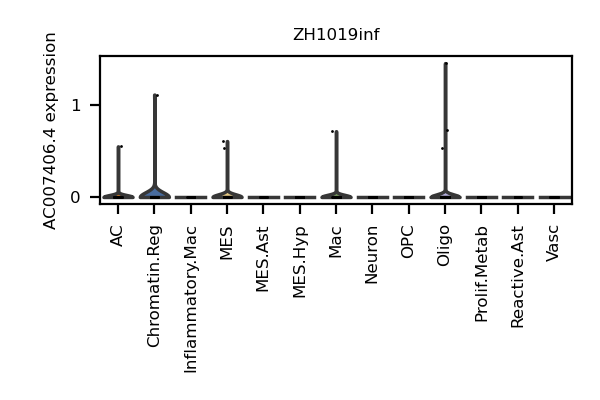 ZH1019inf
AC007406.4 expression
1
0
AC
Chromatin.Reg
Inflammatory.Mac
MES
MES.Ast
MES.Hyp
Mac
Neuron
OPC
Oligo
Prolif.Metab
Reactive.Ast
Vasc